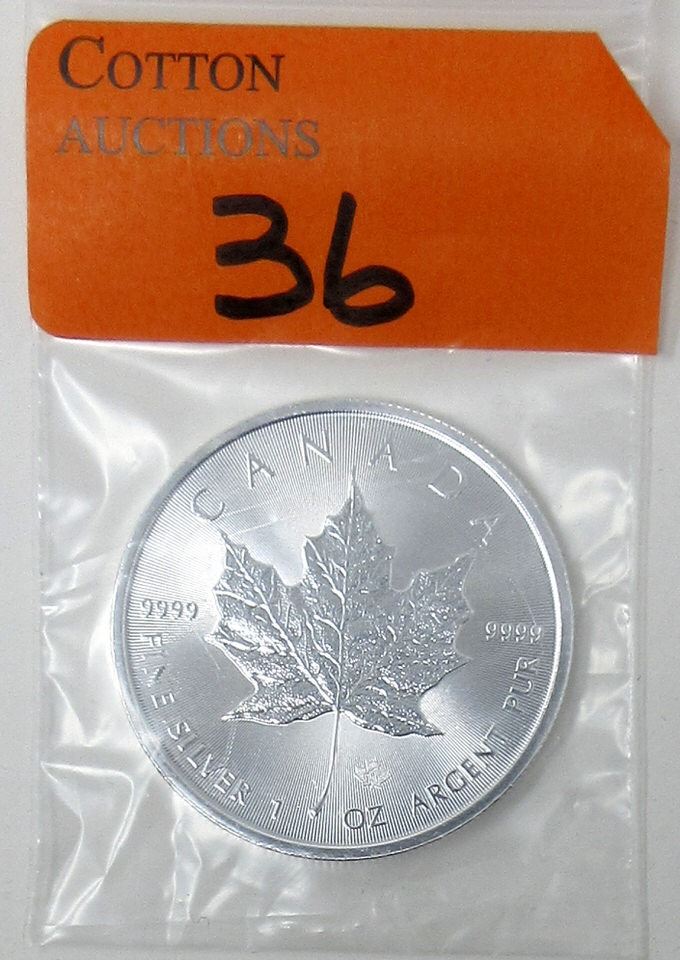 COTTON
AUCTIONS
36
CANADA
9999
9999
FINE SILVER 1 OZ ARGENT PUR